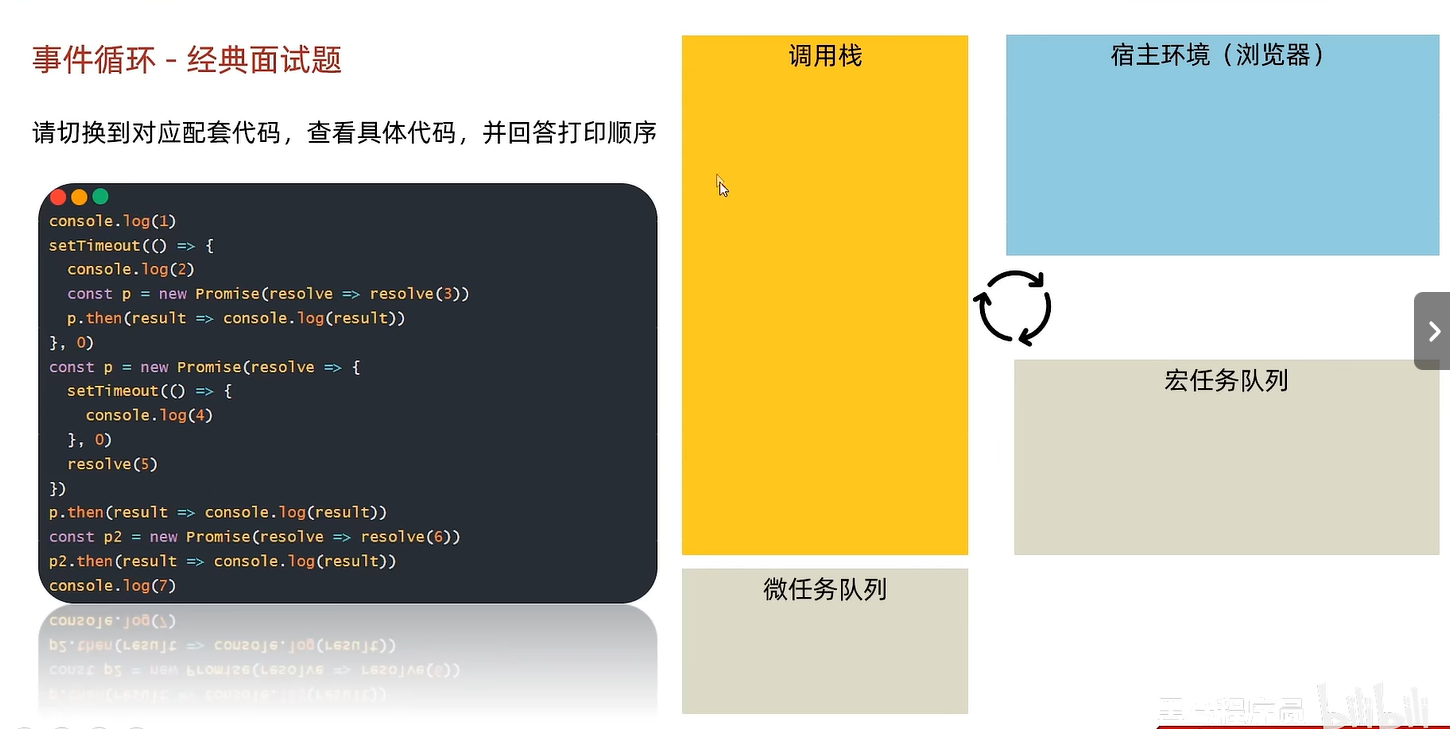 事件循环 - 经典面试题
请切换到对应配套代码，查看具体代码，并回答打印顺序
console.log(1)
setTimeout(() => {
  console.log(2)
  const p = new Promise(resolve => resolve(3))
  p.then(result => console.log(result))
}, 0)
const p = new Promise(resolve => {
  setTimeout(() => {
    console.log(4)
  }, 0)
  resolve(5)
})
p.then(result => console.log(result))
const p2 = new Promise(resolve => resolve(6))
p2.then(result => console.log(result))
console.log(7)
调用栈
微任务队列
宿主环境（浏览器）
宏任务队列
bilibili